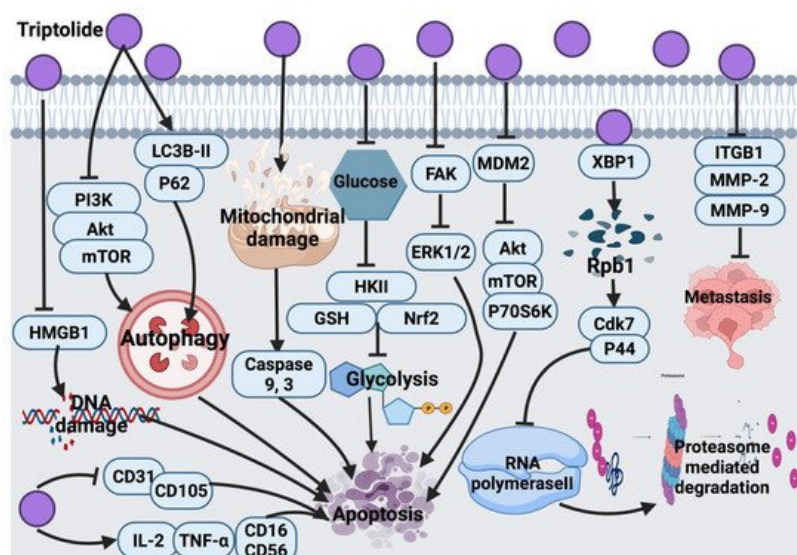 Triptolide
LC3B-II
P62
PI3K
Akt
mTOR
Mitochondrial
damage
Glucose
FAK
MDM2
XBP1
ITGB1
MMP-2
MMP-9
ERK1/2
Akt
mTOR
P70S6K
Rpb1
Metastasis
HKII
GSH
Nrf2
HMGB1
Autophagy
Caspase
9, 3
Glycolysis
P
P
Cdk7
P44
DNA
damage
Proteasome
RNA
polymeraseII
Proteasome
mediated
degradation
CD31
CD105
Apoptosis
IL-2
TNF-α
CD16
CD56